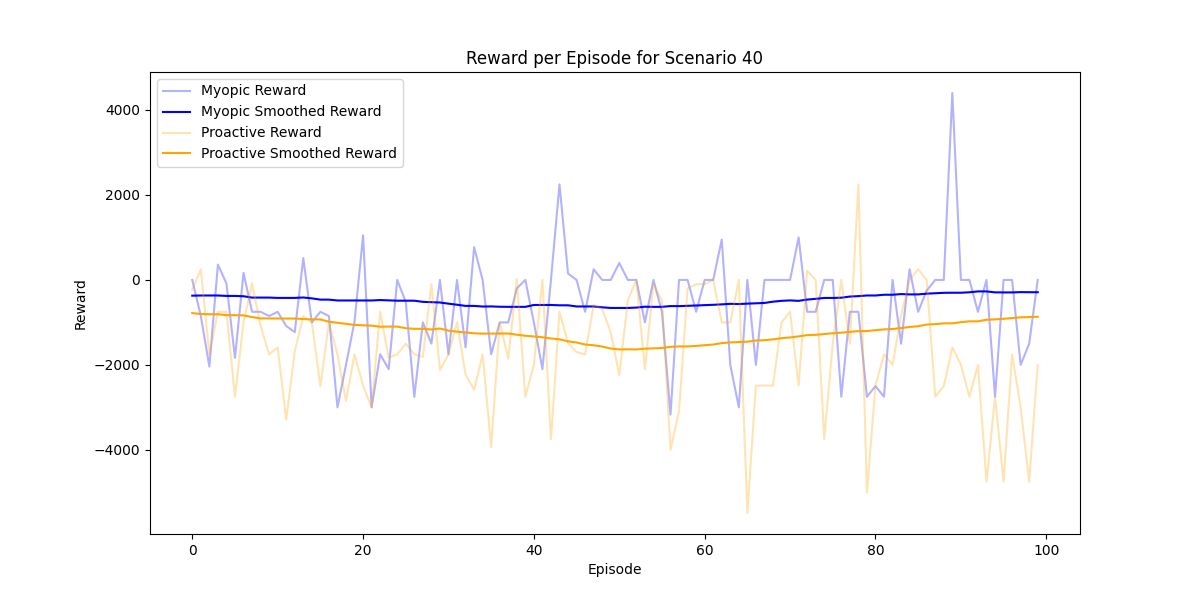 Reward per Episode for Scenario 40
Myopic Reward
Myopic Smoothed Reward
Proactive Reward
Proactive Smoothed Reward
4000
2000
0
−2000
−4000
Reward
0 20 40 60 80 100
Episode